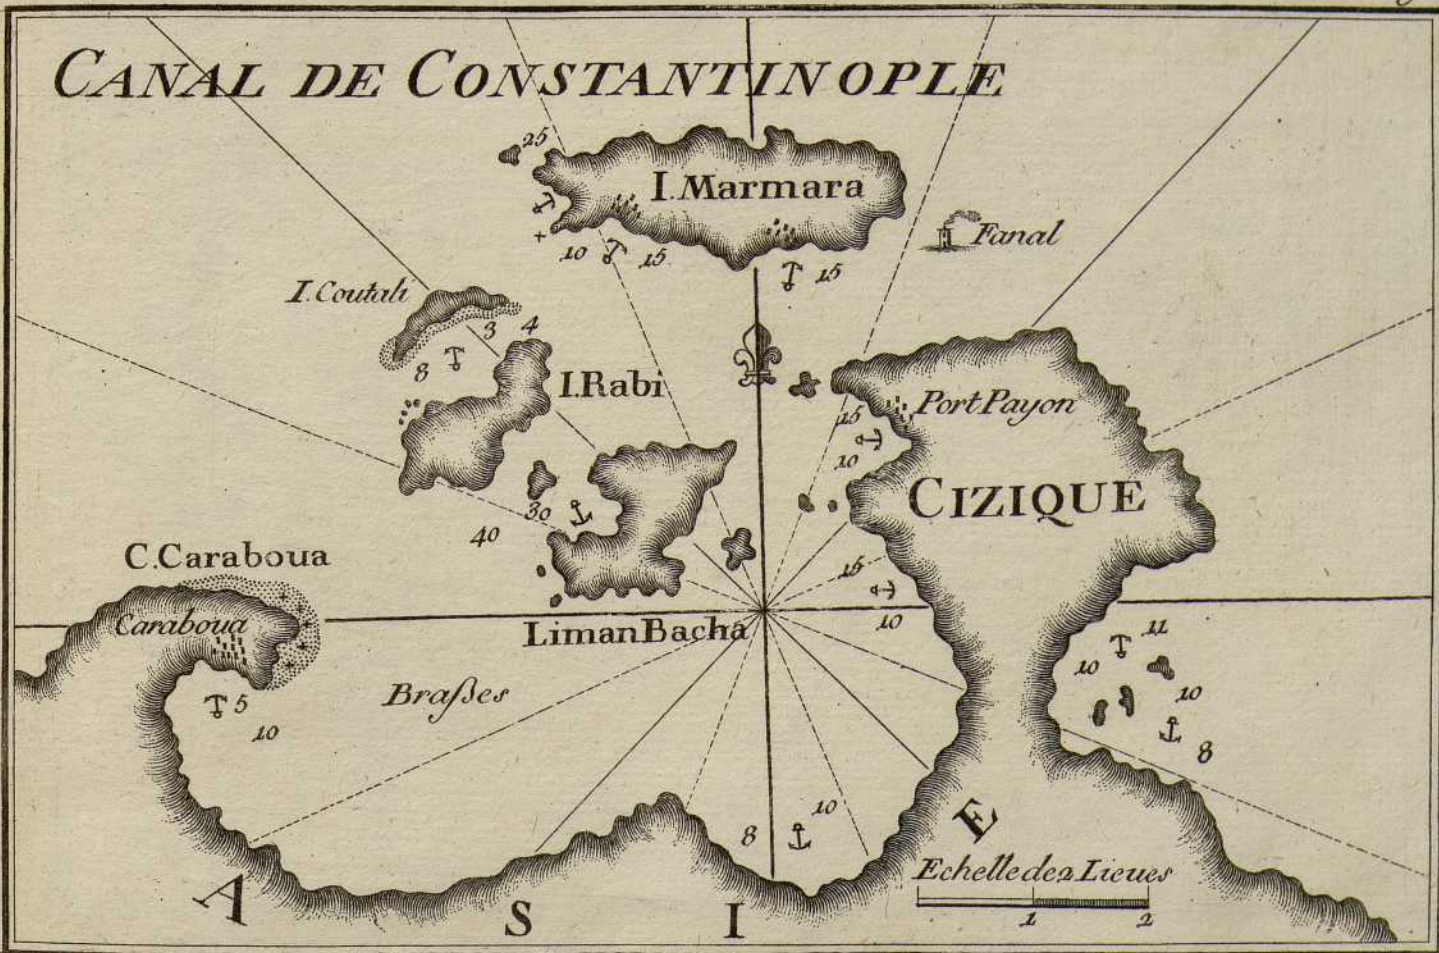 CANAL DE CONSTANTINOPLE
25
I. Marmara
Fanal
10
15
15
I. Coutali
3 4
8
I. Rabi
15
Port Payon
10
CIZIQUE
30
40
C. Caraboua
15
10
Caraboua
Liman Bacha
11
10
10
Braßes
5
10
8
10
8
E
Echelle de 2 Lieues
1 2
A S I